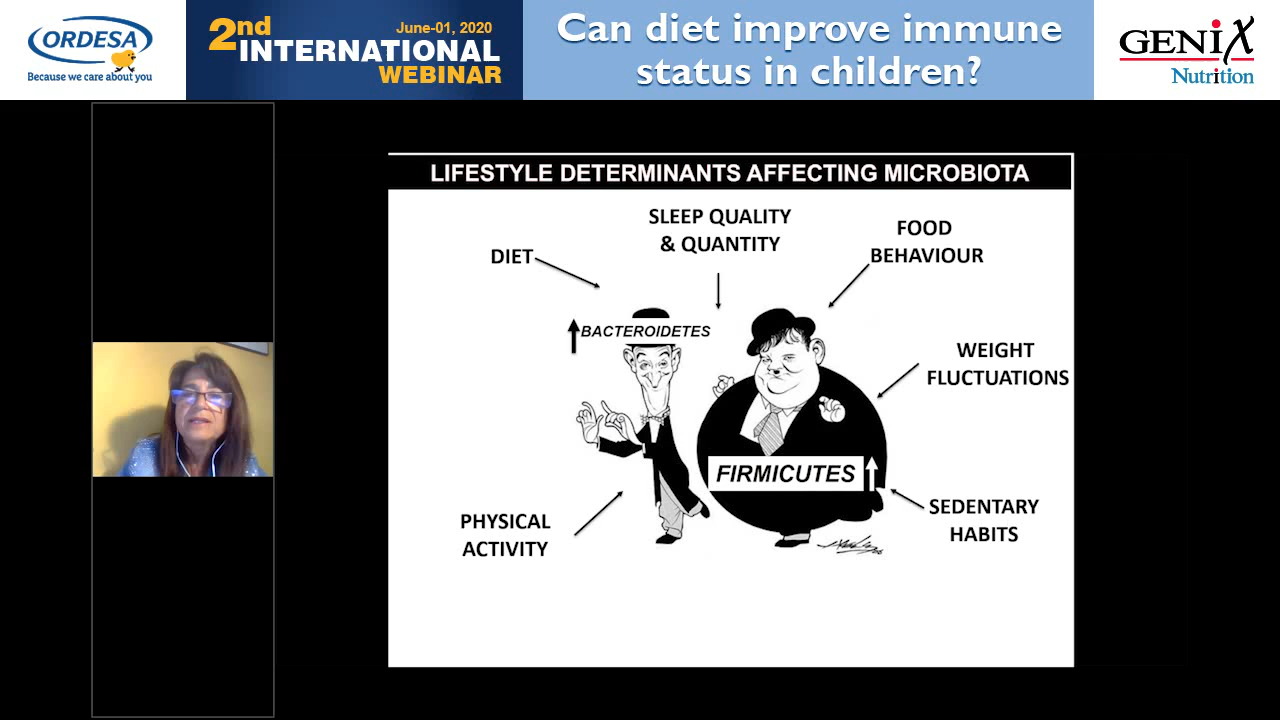 ORDESA
Because we care about you
2nd
June-01, 2020
INTERNATIONAL
WEBINAR
Can diet improve immune
status in children?
GENiX
Nutrition
LIFESTYLE DETERMINANTS AFFECTING MICROBIOTA
SLEEP QUALITY
& QUANTITY
FOOD
BEHAVIOUR
DIET
BACTEROIDETES
WEIGHT
FLUCTUATIONS
FIRMICUTES
PHYSICAL
ACTIVITY
SEDENTARY
HABITS